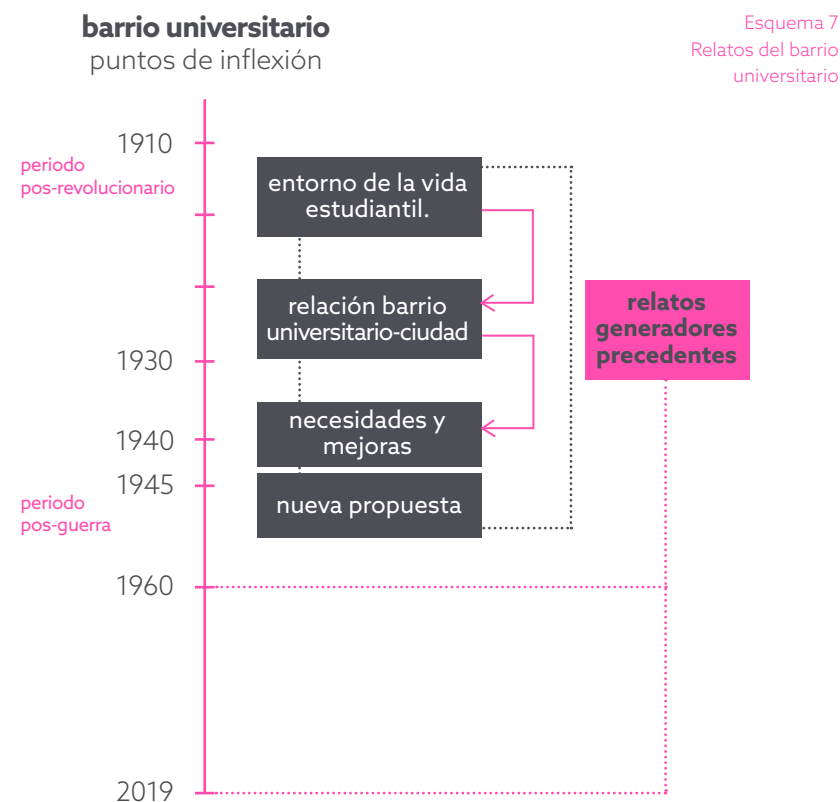 barrio universitario
puntos de inflexión
Esquema 7
Relatos del barrio
universitario
1910
periodo
pos-revolucionario
entorno de la vida
estudiantil.
relación barrio
universitario-ciudad
relatos
generadores
precedentes
1930
necesidades y
mejoras
1940
1945
nueva propuesta
periodo
pos-guerra
1960
2019